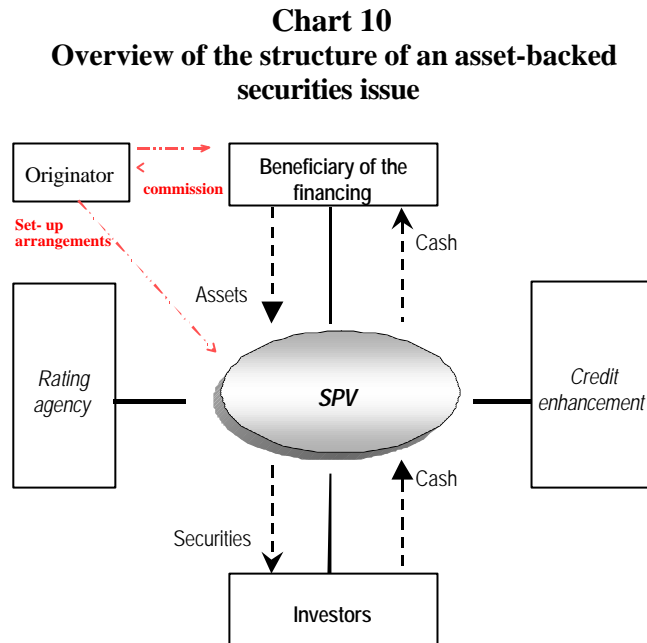 Chart 10
Overview of the structure of an asset-backed
securities issue
Originator
commission
Beneficiary of the
financing
Set- up
arrangements
Cash
Assets
Rating
agency
SPV
Credit
enhancement
Cash
Securities
Investors